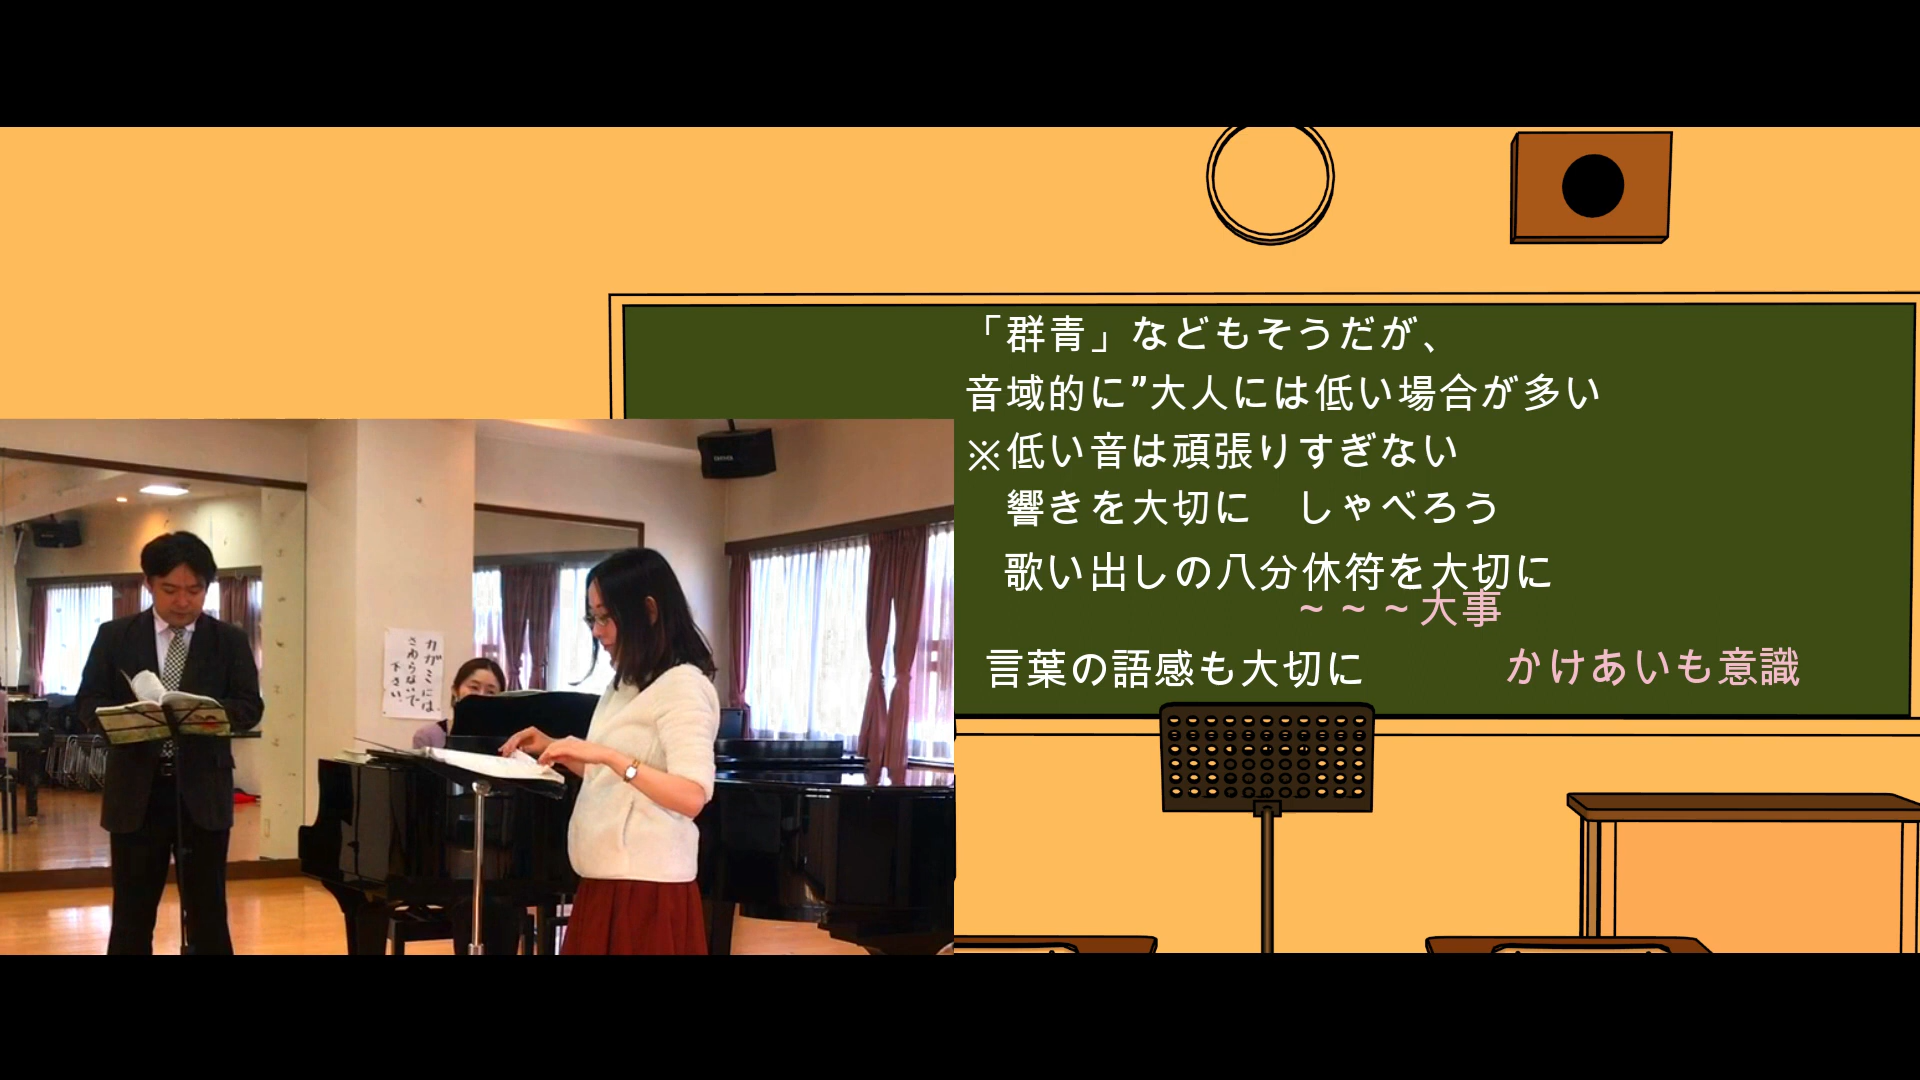 「群青」などもそうだが、
音域的に”大人には低い場合が多い
※低い音は頑張りすぎない
響きを大切に　しゃべろう
歌い出しの八分休符を大切に
～～～大事
言葉の語感も大切に　かけあいも意識
カガミには、
さわらないで
下さい。